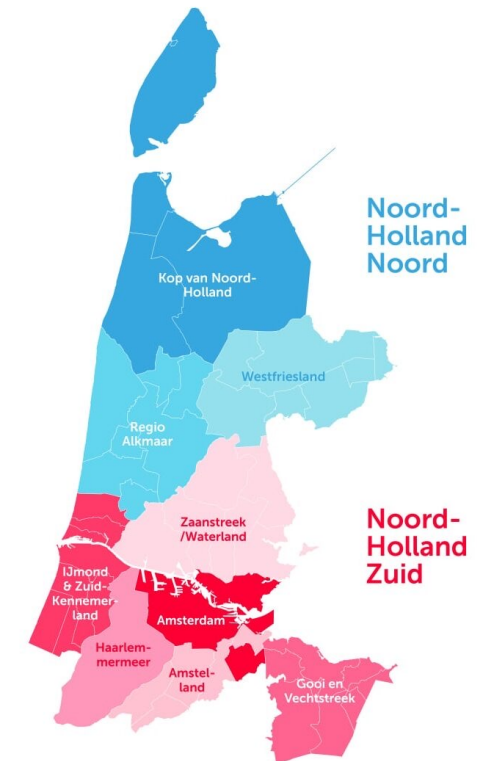 Noord-
Holland
Noord
Kop van Noord-
Holland
Westfriesland
Regio
Alkmaar
Noord-
Holland
Zuid
Zaanstreek
/Waterland
IJmond
& Zuid-
Kennemer-
land
Amsterdam
Haarlem-
mermeer
Amstel-
land
Gooi en
Vechtstreek